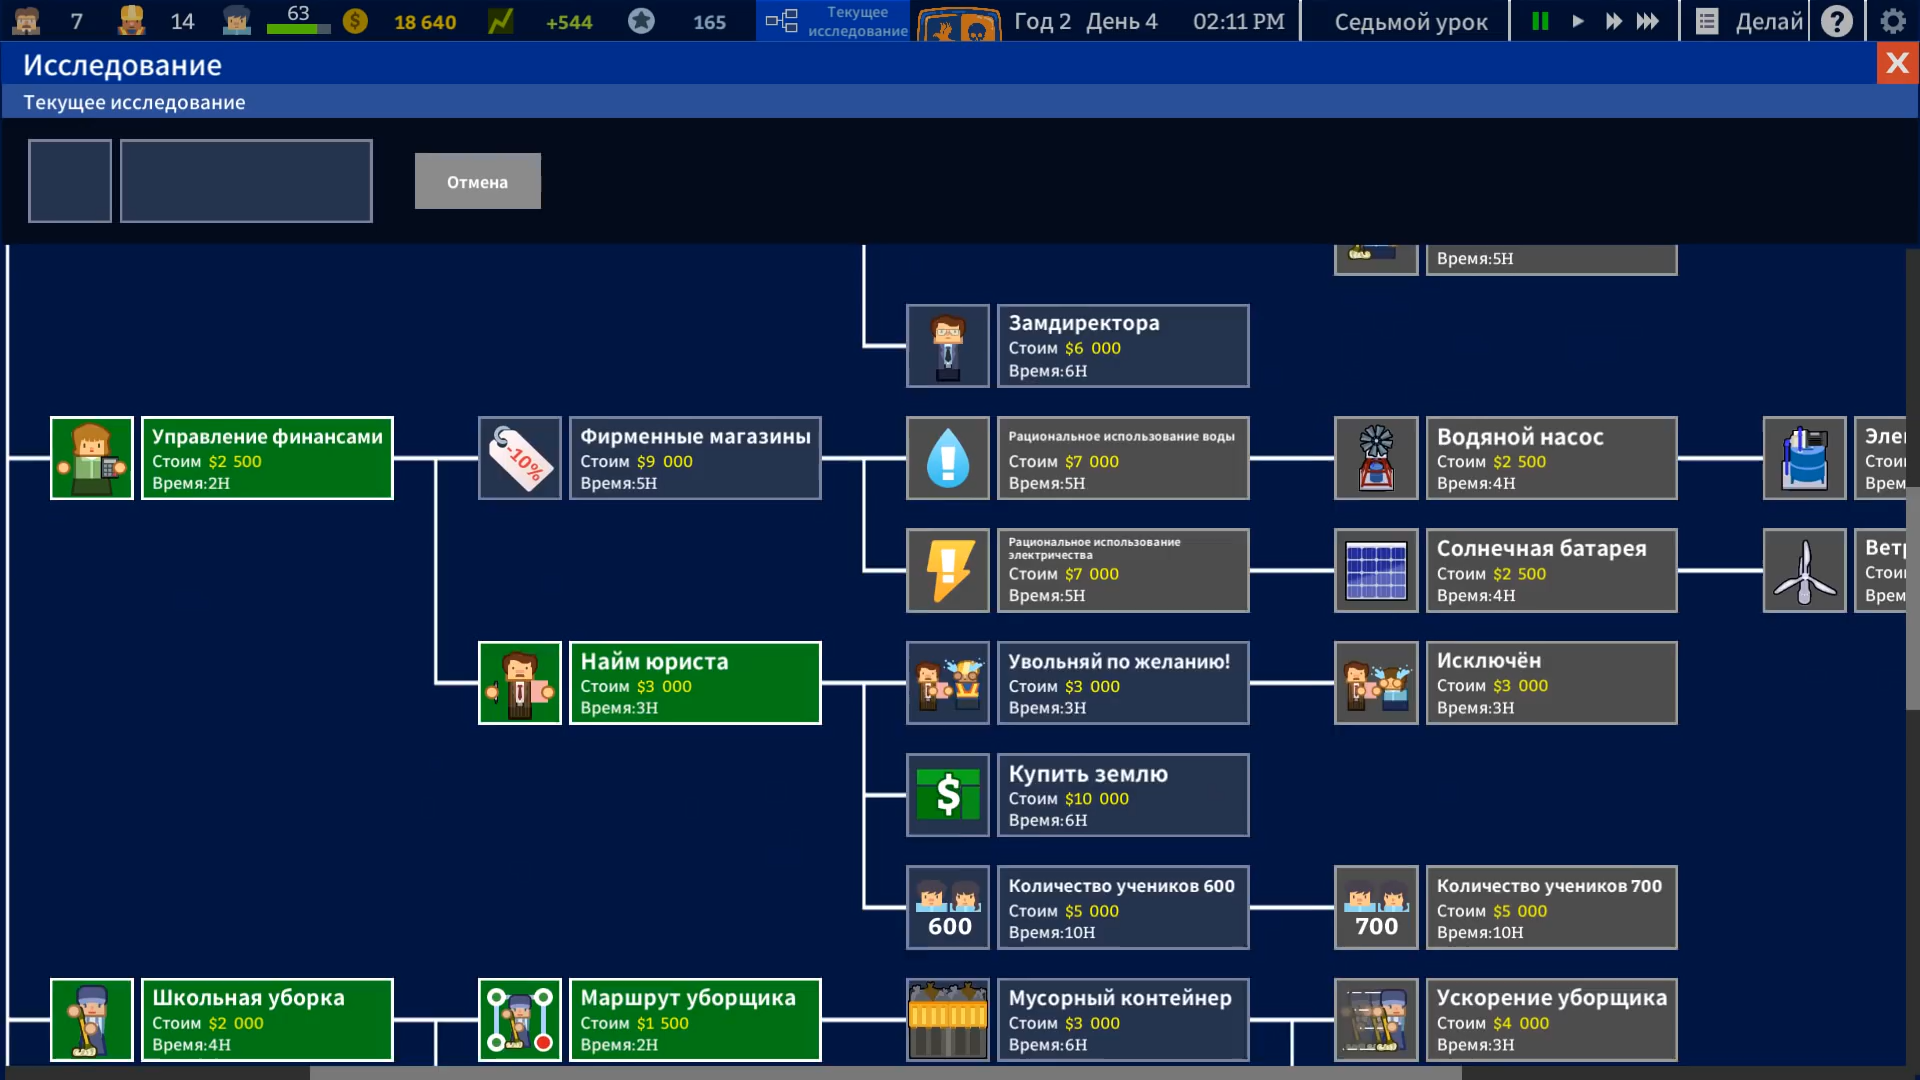 7
14
63
18 640
+544
165
Текущее
исследование
Год 2 День 4 02:11 PM
Седьмой урок
Делай
?
Исследование
X
Текущее исследование
Отмена
Время:5Н
Замдиректора
Стоим $6 000
Время:6Н
Управление финансами
Стоим $2 500
Время:2Н
-10%
Фирменные магазины
Стоим $9 000
Время:5Н
Рациональное использование воды
Стоим $7 000
Время:5Н
Водяной насос
Стоим $2 500
Время:4Н
Рациональное использование
электричества
Стоим $7 000
Время:5Н
Солнечная батарея
Стоим $2 500
Время:4Н
Найм юриста
Стоим $3 000
Время:3Н
Увольняй по желанию!
Стоим $3 000
Время:3Н
Исключён
Стоим $3 000
Время:3Н
$
Купить землю
Стоим $10 000
Время:6Н
600
Количество учеников 600
Стоим $5 000
Время:10Н
700
Количество учеников 700
Стоим $5 000
Время:10Н
Школьная уборка
Стоим $2 000
Время:4Н
Маршрут уборщика
Стоим $1 500
Время:2Н
Мусорный контейнер
Стоим $3 000
Время:6Н
Ускорение уборщика
Стоим $4 000
Время:3Н